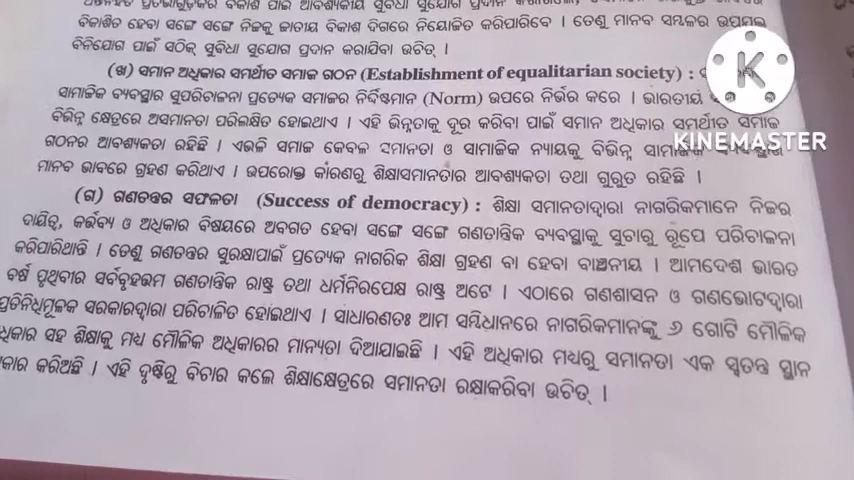 ବିକାଶିତ ହେବା ସଙ୍ଗେ ସଙ୍ଗେ ନିଜକୁ ଜାତୀୟ ବିକାଶ ଦିଗରେ ନିୟୋଜିତ କରିପାରିବେ । ତେଣୁ ମାନବ ସମ୍ବଳର
ବିନିଯୋଗ ପାଇଁ ସଠିକ୍ ସୁବିଧା ସୁଯୋଗ ପ୍ରଦାନ କରାଯିବା ଉଚିତ୍ ।
(ଖ) ସମାନ ଅଧିକାର ସମର୍ଥିତ ସମାଜ ଗଠନ (Establishment of equalitarian society) :
ସାମାଜିକ ବ୍ୟବସ୍ଥାର ସୁପରିଚାଳନା ପ୍ରତ୍ୟେକ ସମାଜର ନିର୍ଦ୍ଦିଷ୍ଟମାନ (Norm) ଉପରେ ନିର୍ଭର କରେ । ଭାରତୀୟ
ବିଭିନ୍ନ କ୍ଷେତ୍ରରେ ଅସମାନତା ପରିଲକ୍ଷିତ ହୋଇଥାଏ । ଏହି ଭିନ୍ନତାକୁ ଦୂର କରିବା ପାଇଁ ସମାନ ଅଧିକାର ସମର୍ଥିତ ସମାଜ
ଗଠନର ଆବଶ୍ୟକତା ରହିଛି । ଏଭଳି ସମାଜ କେବଳ ସମାନତା ଓ ସାମାଜିକ ନ୍ୟାୟକୁ ବିଭିନ୍ନ
ମାନବ ଭାବରେ ଗ୍ରହଣ କରିଥାଏ । ଉପରୋକ୍ତ କାରଣରୁ ଶିକ୍ଷାସମାନତାର ଆବଶ୍ୟକତା ତଥା ଗୁରୁତ ରହିଛି ।
(ଗ) ଗଣତନ୍ତ୍ରର ସଫଳତା (Success of democracy) : ଶିକ୍ଷା ସମାନତାଦ୍ୱାରା ନାଗରିକମାନେ ନିଜର
ଦାୟିତ୍ୱ, କର୍ତ୍ତବ୍ୟ ଓ ଅଧିକାର ବିଷୟରେ ଅବଗତ ହେବା ସଙ୍ଗେ ସଙ୍ଗେ ଗଣତାନ୍ତ୍ରିକ ବ୍ୟବସ୍ଥାକୁ ସୁଚାରୁ ରୂପେ ପରିଚାଳନା
କରିପାରିଥାନ୍ତି । ତେଣୁ ଗଣତନ୍ତ୍ରର ସୁରକ୍ଷାପାଇଁ ପ୍ରତ୍ୟେକ ନାଗରିକ ଶିକ୍ଷା ଗ୍ରହଣ ବା ହେବା ବାଞ୍ଛନୀୟ । ଆମଦେଶ ଭାରତ
ବର୍ଷ ପୃଥିବୀର ସର୍ବବୃହତ୍ତମ ଗଣତାନ୍ତ୍ରିକ ରାଷ୍ଟ୍ର ତଥା ଧର୍ମନିରପେକ୍ଷ ରାଷ୍ଟ୍ର ଅଟେ । ଏଠାରେ ଗଣଶାସନ ଓ ଗଣଭୋଟଦ୍ୱାରା
ପ୍ରତିନିଧିମୂଳକ ସରକାରଦ୍ୱାରା ପରିଚାଳିତ ହୋଇଥାଏ । ସାଧାରଣତଃ ଆମ ସମ୍ବିଧାନରେ ନାଗରିକମାନଙ୍କୁ ୬ ଗୋଟି ମୌଳିକ
ସହ ଶିକ୍ଷାକୁ ମଧ୍ୟ ମୌଳିକ ଅଧିକାରର ମାନ୍ୟତା ଦିଆଯାଇଛି । ଏହି ଅଧିକାର ମଧ୍ୟରୁ ସମାନତା ଏକ ସ୍ୱତନ୍ତ୍ର ସ୍ଥାନ
କରିଅଛି । ଏହି ଦୃଷ୍ଟିରୁ ବିଚାର କଲେ ଶିକ୍ଷାକ୍ଷେତ୍ରରେ ସମାନତା ରକ୍ଷାକରିବା ଉଚିତ୍ ।
KINEMASTER